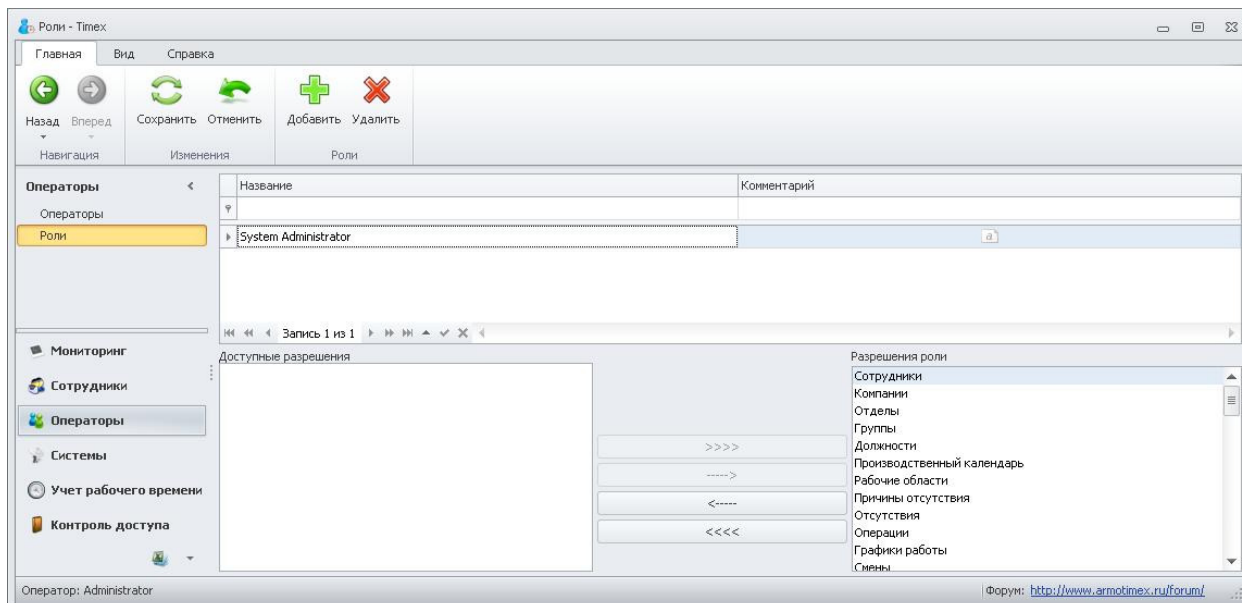 Роли - Timex
Главная Вид Справка
Назад Вперед Сохранить Отменить Добавить Удалить
Навигация Изменения Роли
Операторы <
Операторы
Роли
Название Комментарий
System Administrator a
Запись 1 из 1
Мониторинг
Сотрудники
Операторы
Системы
Учет рабочего времени
Контроль доступа
Доступные разрешения
>>>>
----->
<-----
<<<<
Разрешения роли
Сотрудники
Компании
Отделы
Группы
Должности
Производственный календарь
Рабочие области
Причины отсутствия
Отсутствия
Операции
Графики работы
Смены
Оператор: Administrator
Форум: http://www.armotimex.ru/forum/